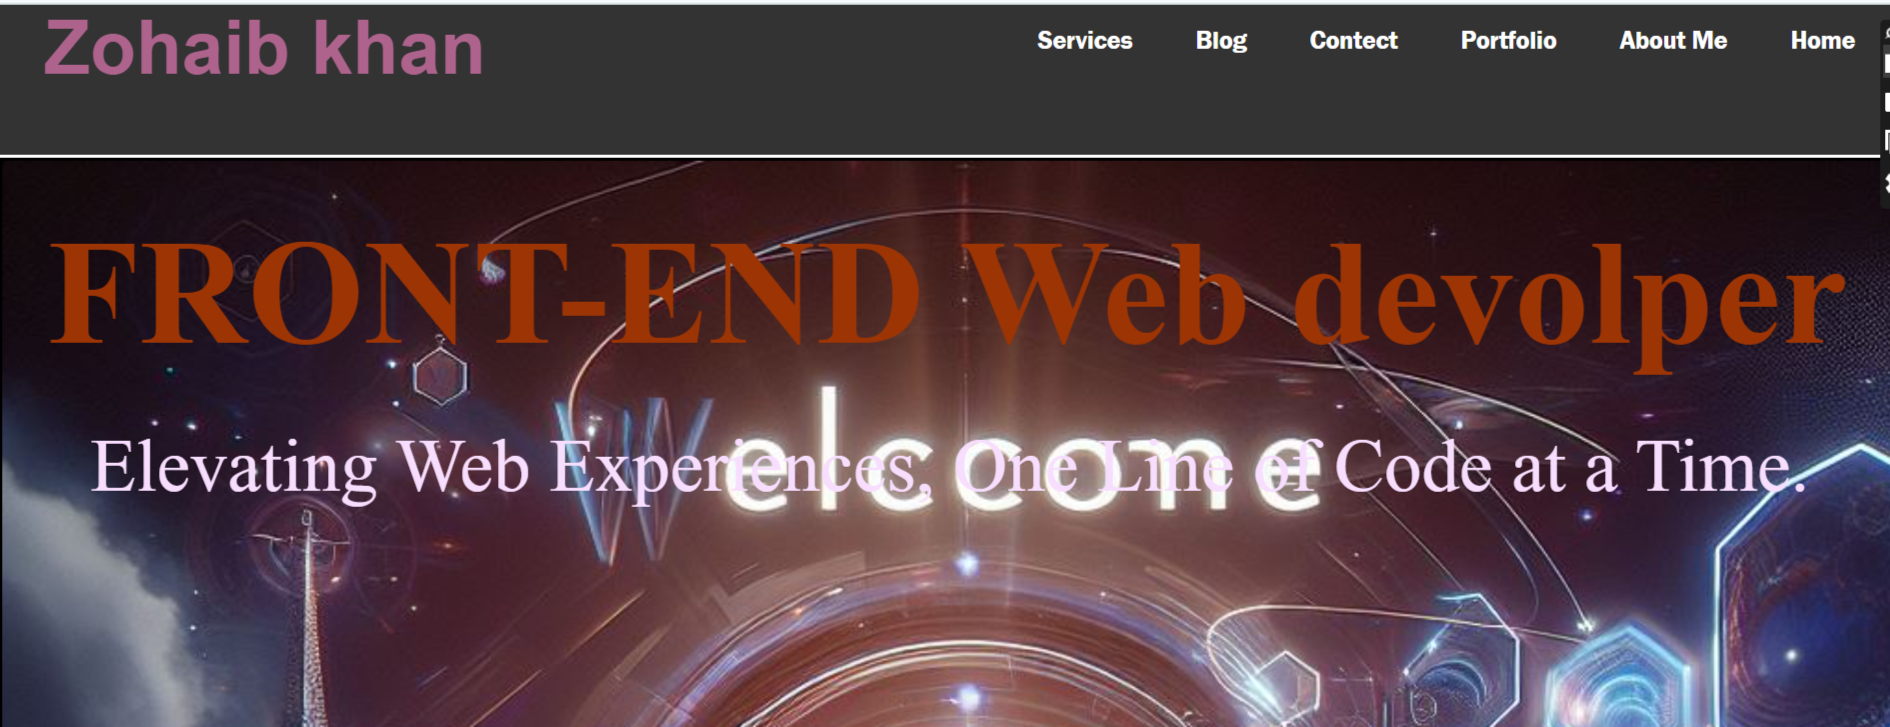 Zohaib khan
Services Blog Contect Portfolio About Me Home
FRONT-END Web devolper
Welcome
Elevating Web Experiences, One Line of Code at a Time.